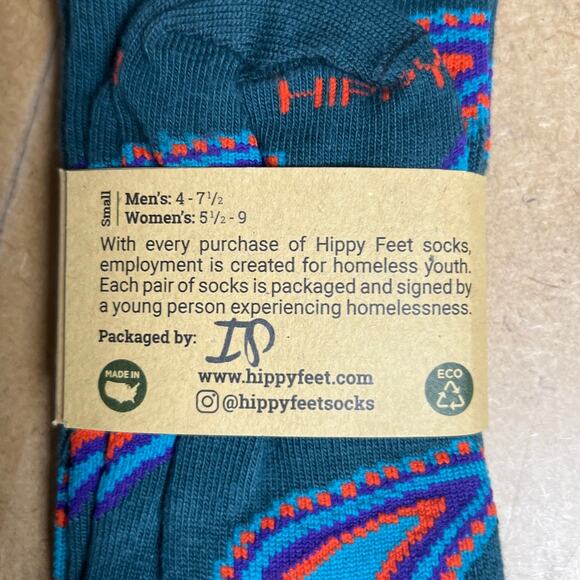 HIPPY
Small
Men's: 4 - 7 1/2
Women's: 5 1/2 - 9
With every purchase of Hippy Feet socks,
employment is created for homeless youth.
Each pair of socks is packaged and signed by
a young person experiencing homelessness.
Packaged by:
MADE IN
ECO
www.hippyfeet.com
@hippyfeetsocks